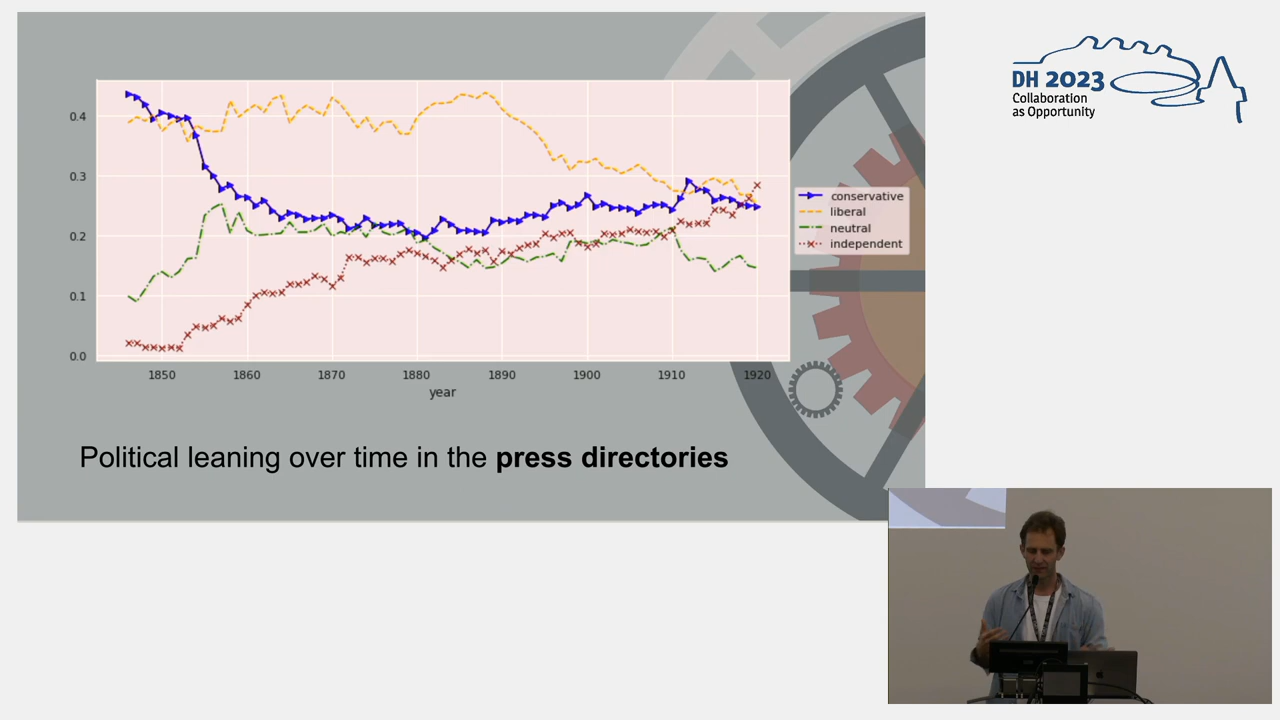 DH 2023
Collaboration
as Opportunity
0.4
0.3
0.2
0.1
0.0
1850 1860 1870 1880 1890 1900 1910 1920
year
conservative
liberal
neutral
independent
Political leaning over time in the press directories